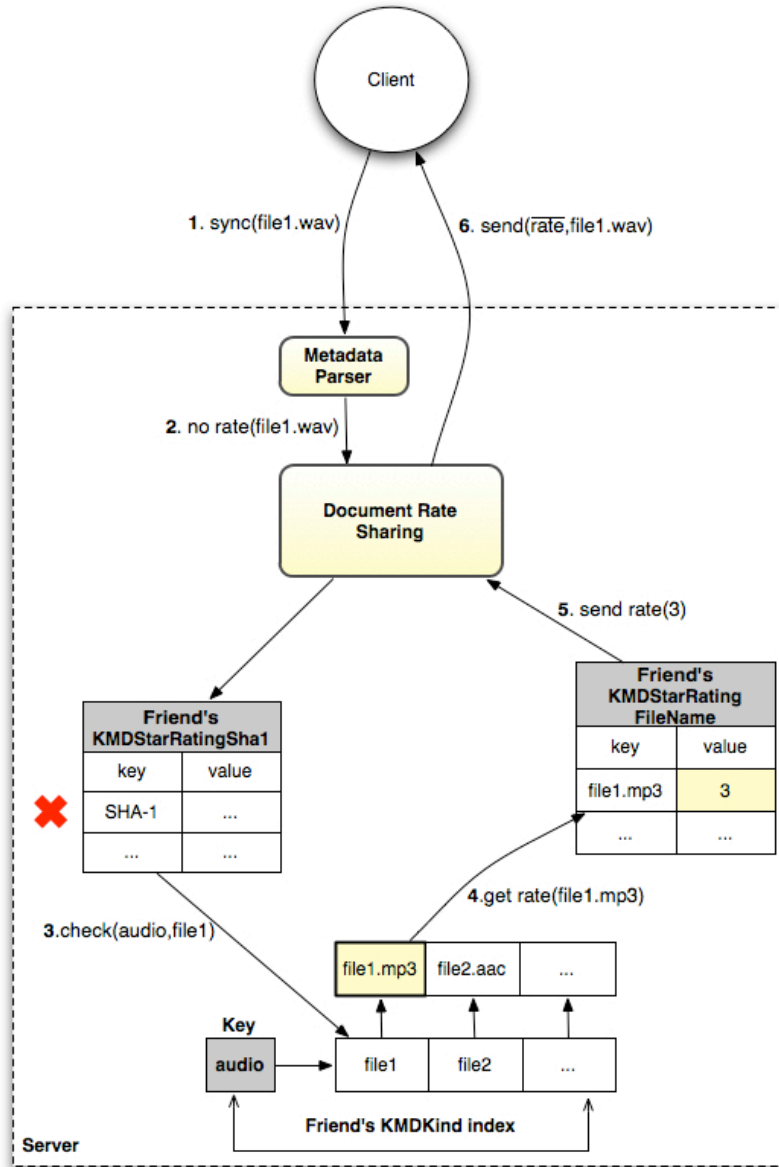 Client
1. sync(file1.wav)
6. send(rate,file1.wav)
Metadata
Parser
2. no rate(file1.wav)
Document Rate
Sharing
5. send rate(3)
Friend's
KMDStarRatingSha1
key value
SHA-1 ...
... ...
Friend's
KMDStarRating
FileName
key value
file1.mp3 3
... ...
4.get rate(file1.mp3)
3.check(audio,file1)
file1.mp3 file2.aac ...
Key
audio file1 file2 ...
Friend's KMDKind index
Server